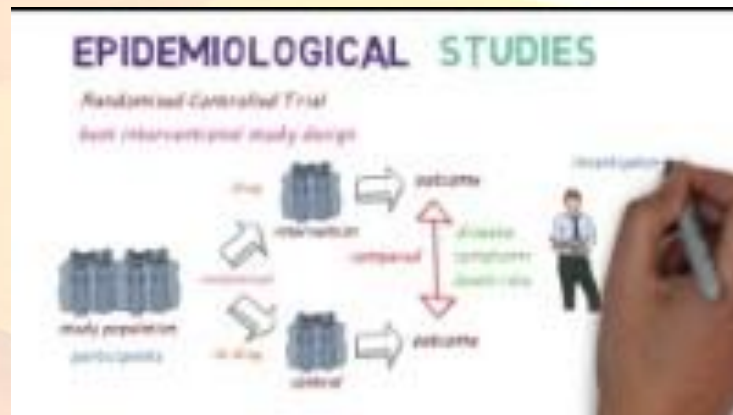 EPIDEMIOLOGICAL STUDIES
Randomised Controlled Trial
best interventional study design
drug
outcome
intervention
investigator
compared
disease
symptoms
death rate
randomised
study population
participants
no drug
control
outcome